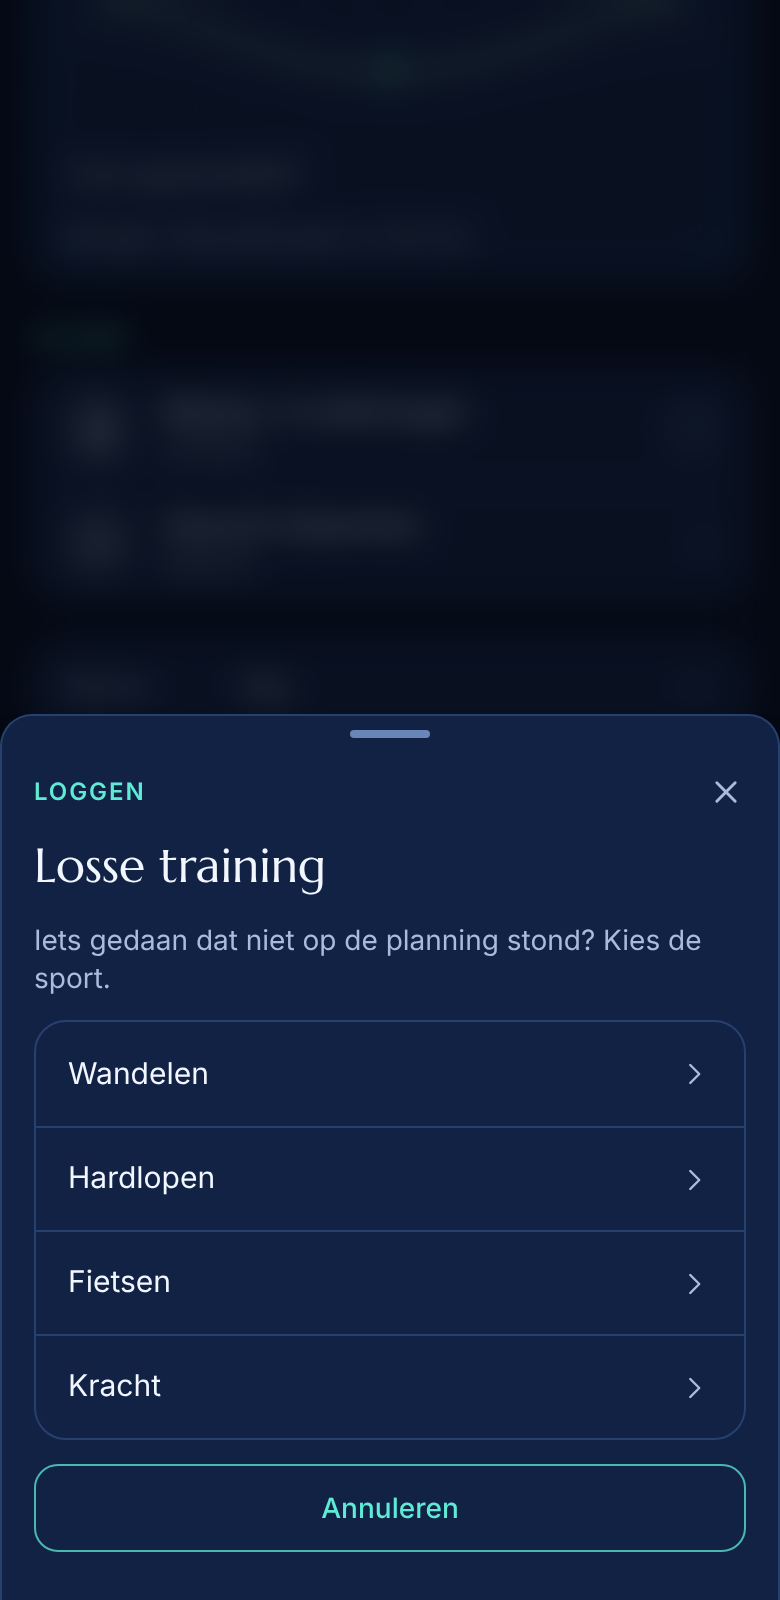 LOGGEN
Losse training
Iets gedaan dat niet op de planning stond? Kies de
sport.
Wandelen
Hardlopen
Fietsen
Kracht
Annuleren